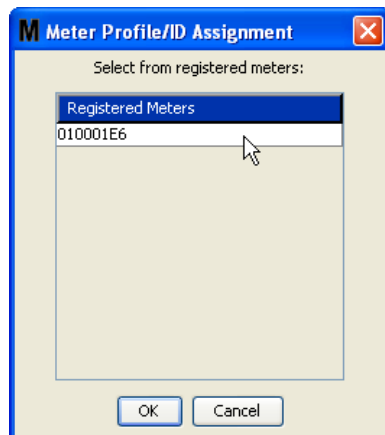 M Meter Profile/ID Assignment
Select from registered meters:
Registered Meters
010001E6
OK Cancel